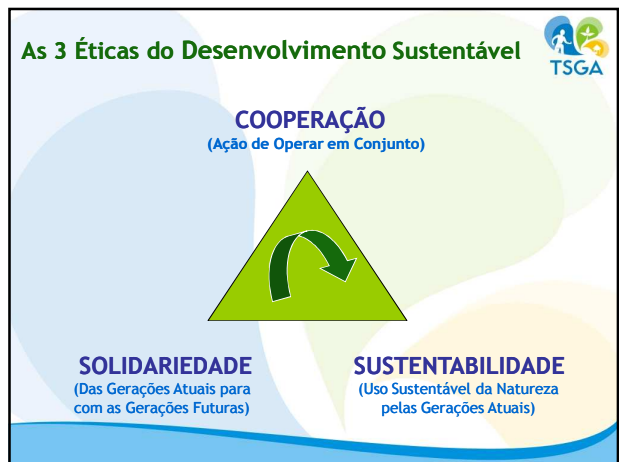 As 3 Éticas do Desenvolvimento Sustentável
TSGA
COOPERAÇÃO
(Ação de Operar em Conjunto)
SOLIDARIEDADE
(Das Gerações Atuais para
com as Gerações Futuras)
SUSTENTABILIDADE
(Uso Sustentável da Natureza
pelas Gerações Atuais)